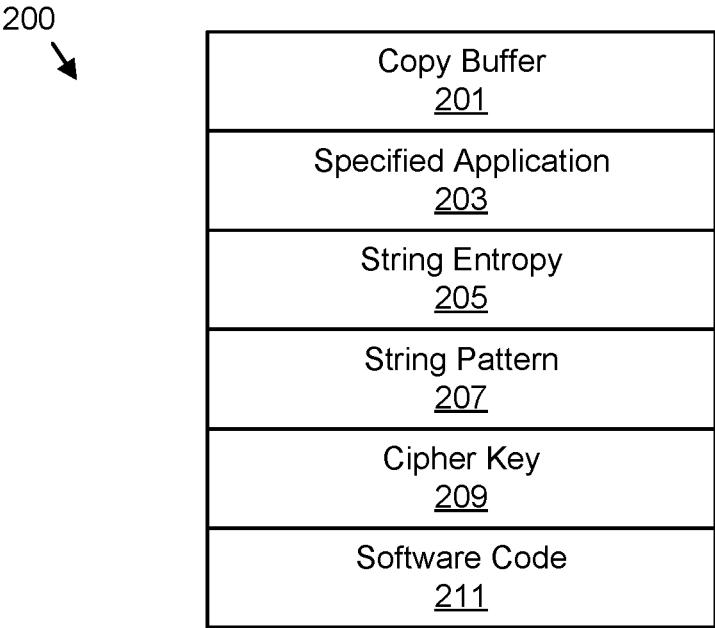 200
Copy Buffer
201
Specified Application
203
String Entropy
205
String Pattern
207
Cipher Key
209
Software Code
211